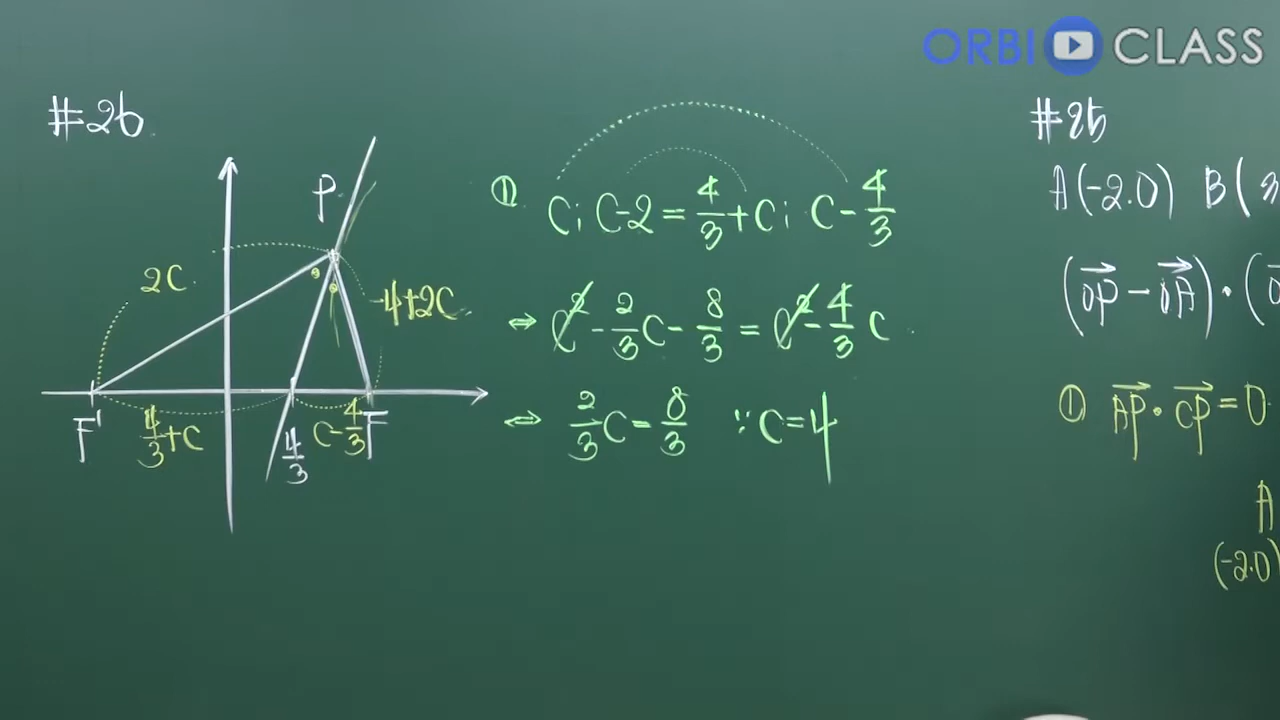 ORBI CLASS
#26
P
2C
-4+2C
F'
4/3+C
4/3
C-4/3
F
① C : C-2 = 4/3+C : C-4/3
⇔ C²-2/3C-8/3 = C²-4/3C
⇔ 2/3C=8/3 ∵C=4
#25
A(-2.0) B(
(OP→ - OA→)·(
① AP→·CP→=0
A
(-2.0)